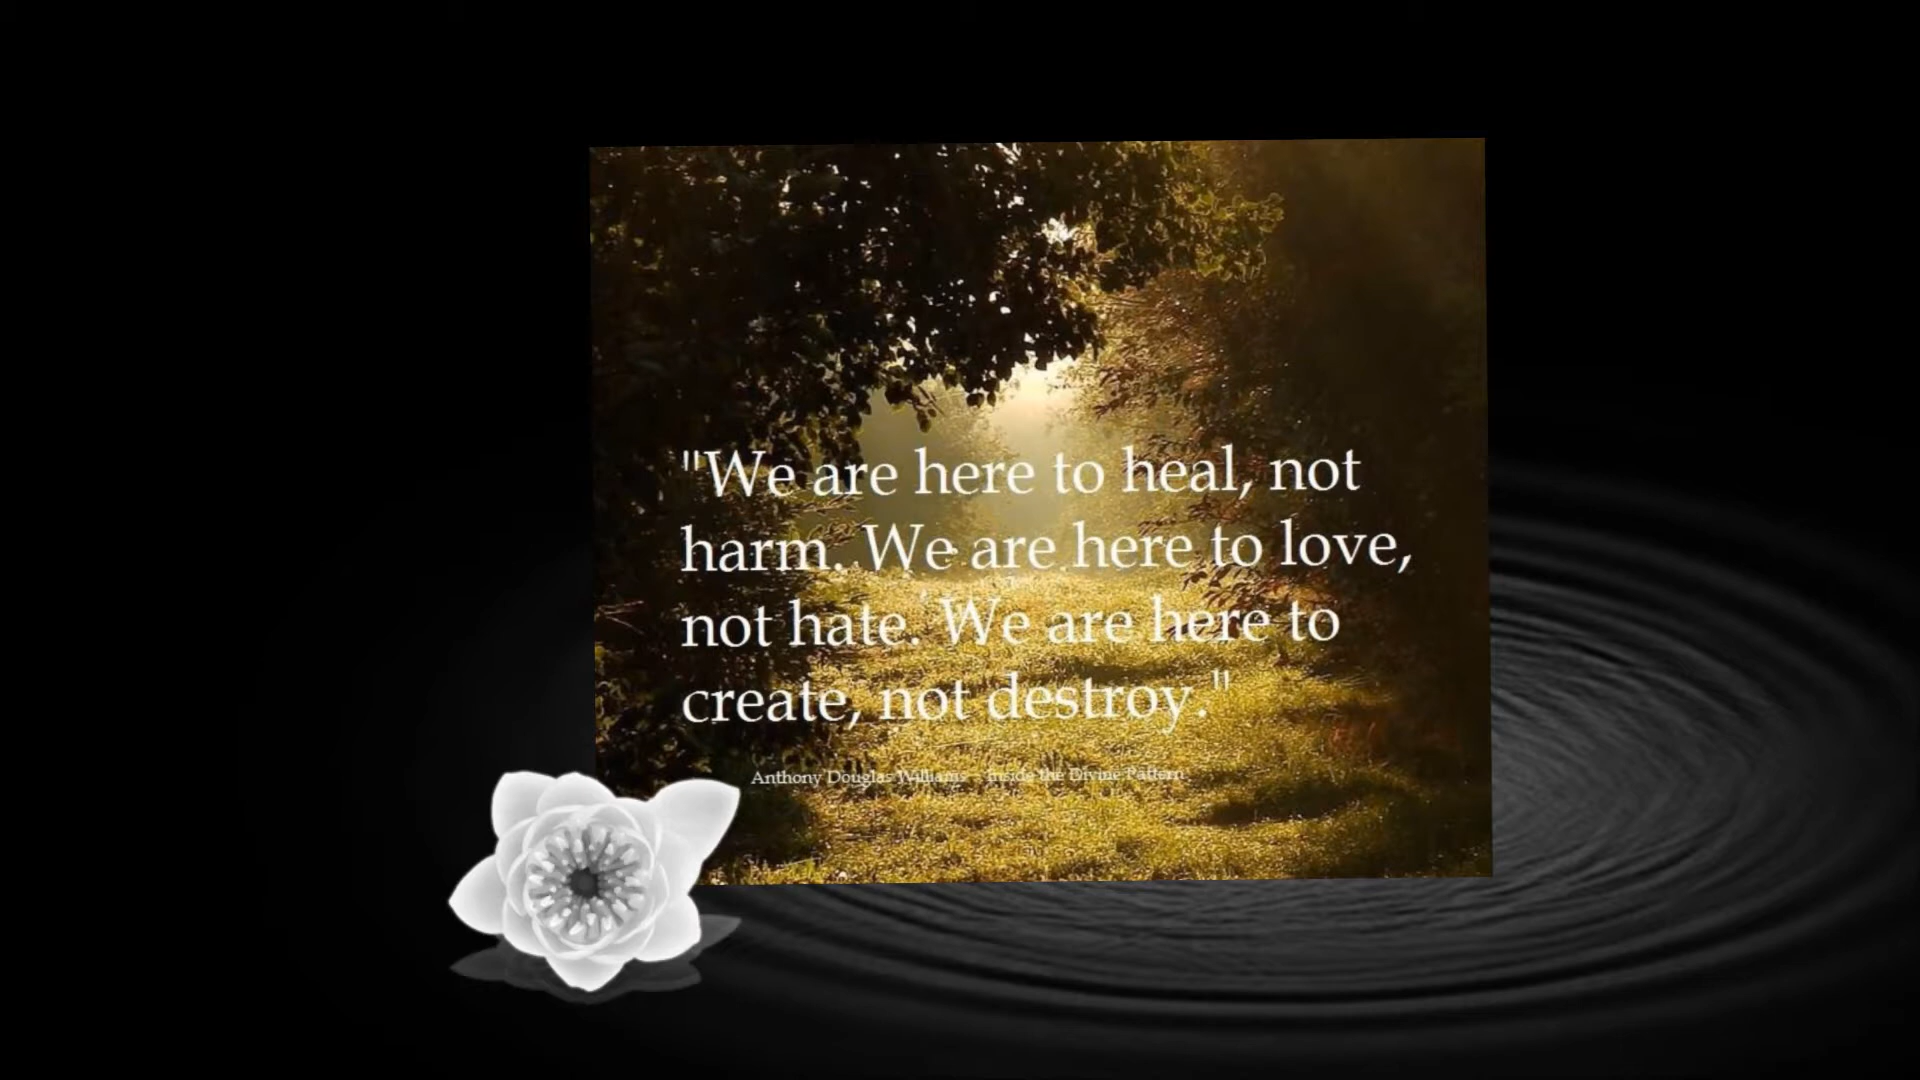 "We are here to heal, not
harm. We are here to love,
not hate. We are here to
create, not destroy."
Anthony Douglas Williams - Inside the Divine Pattern